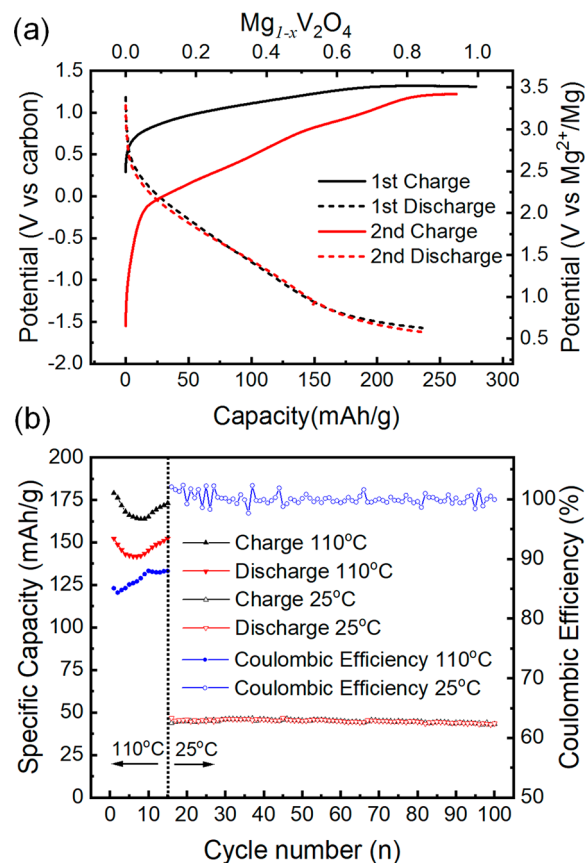 (a)
Mg1-xV2O4
0.0 0.2 0.4 0.6 0.8 1.0
Potential (V vs carbon)
1.5
1.0
0.5
0.0
-0.5
-1.0
-1.5
-2.0
1st Charge
1st Discharge
2nd Charge
2nd Discharge
3.5
3.0
2.5
2.0
1.5
1.0
0.5
Potential (V vs Mg2+/Mg)
0 50 100 150 200 250 300
Capacity(mAh/g)
(b)
Specific Capacity (mAh/g)
200
175
150
125
100
75
50
25
0
Charge 110°C
Discharge 110°C
Charge 25°C
Discharge 25°C
Coulombic Efficiency 110°C
Coulombic Efficiency 25°C
110°C 25°C
100
90
80
70
60
50
Coulombic Efficiency (%)
0 10 20 30 40 50 60 70 80 90 100
Cycle number (n)